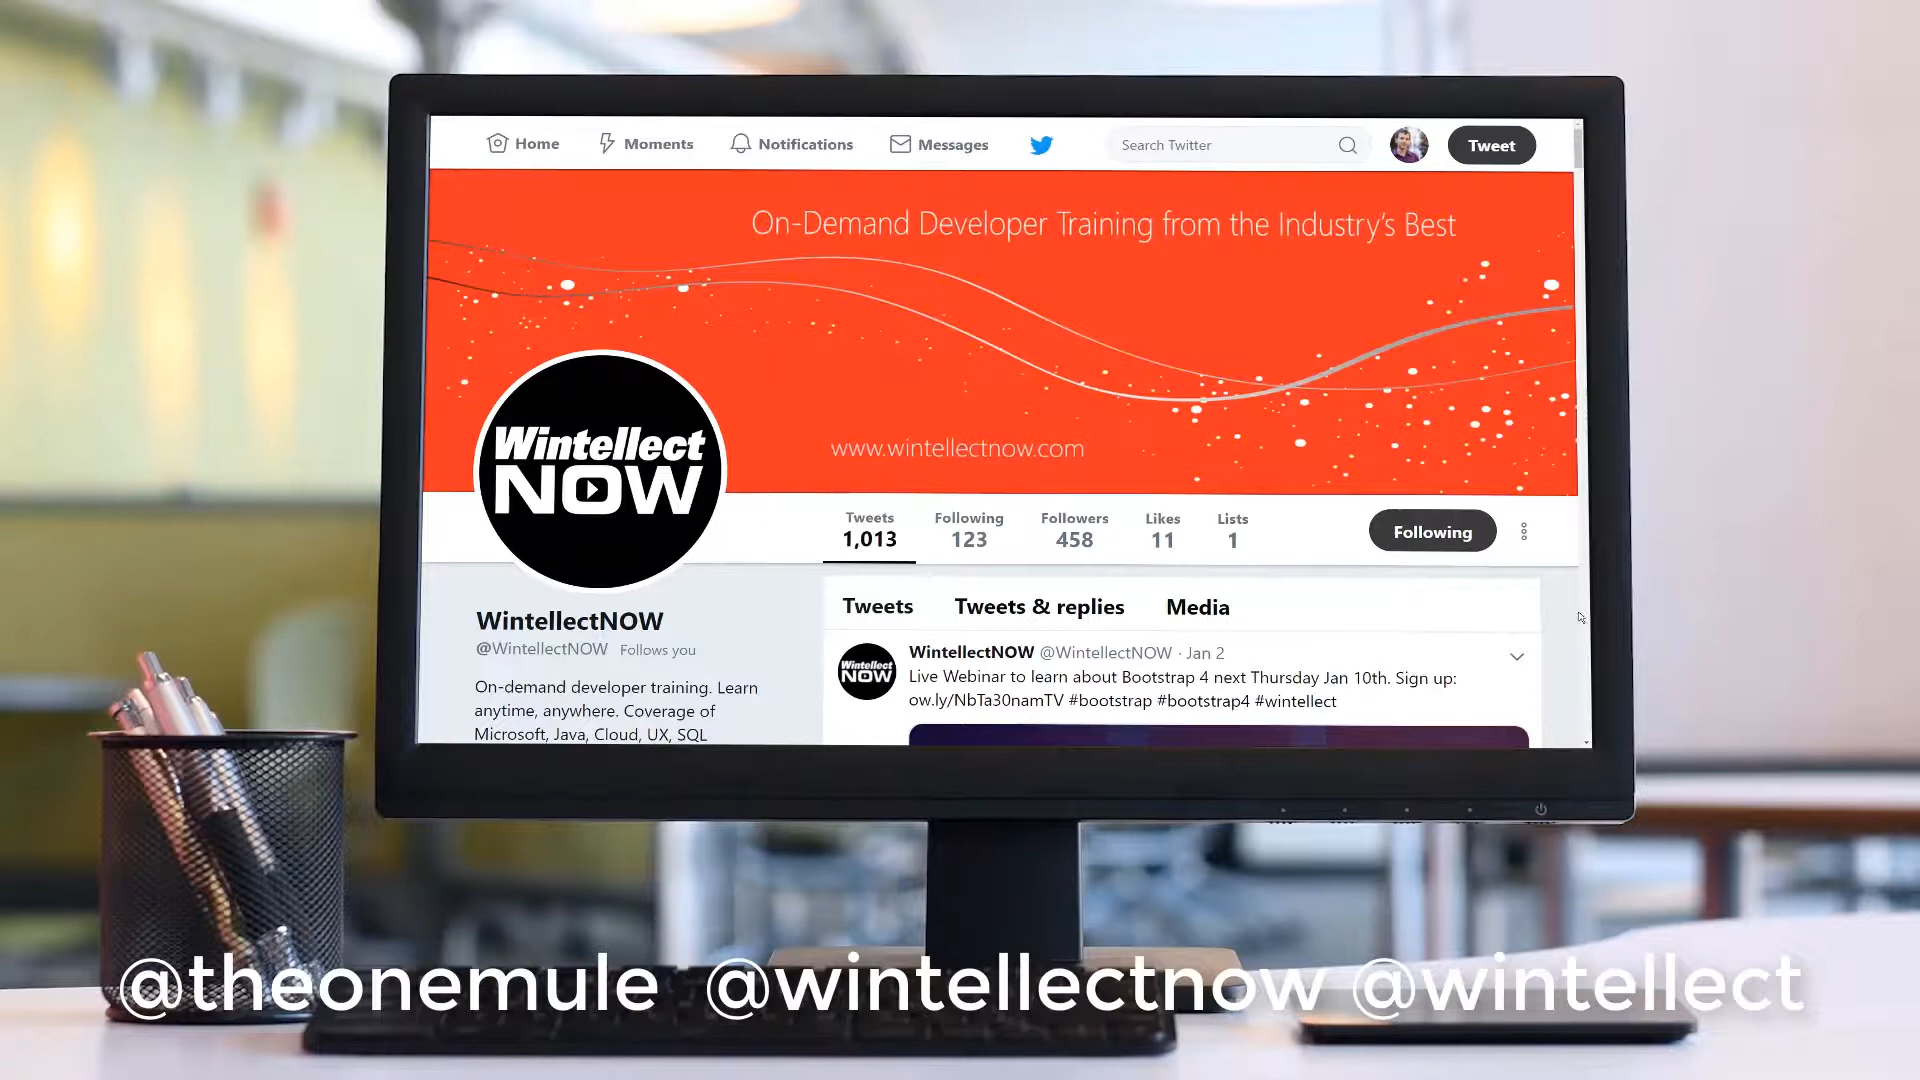 Home Moments Notifications Messages Search Twitter Tweet
On-Demand Developer Training from the Industry's Best
www.wintellectnow.com
Wintellect
NOW
Tweets Following Followers Likes Lists
1,013 123 458 11 1
Following
WintellectNOW
@WintellectNOW Follows you
On-demand developer training. Learn
anytime, anywhere. Coverage of
Microsoft, Java, Cloud, UX, SQL
Tweets Tweets & replies Media
Wintellect
NOW
WintellectNOW @WintellectNOW · Jan 2
Live Webinar to learn about Bootstrap 4 next Thursday Jan 10th. Sign up:
ow.ly/NbTa30namTV #bootstrap #bootstrap4 #wintellect
@theonemule @wintellectnow @wintellect